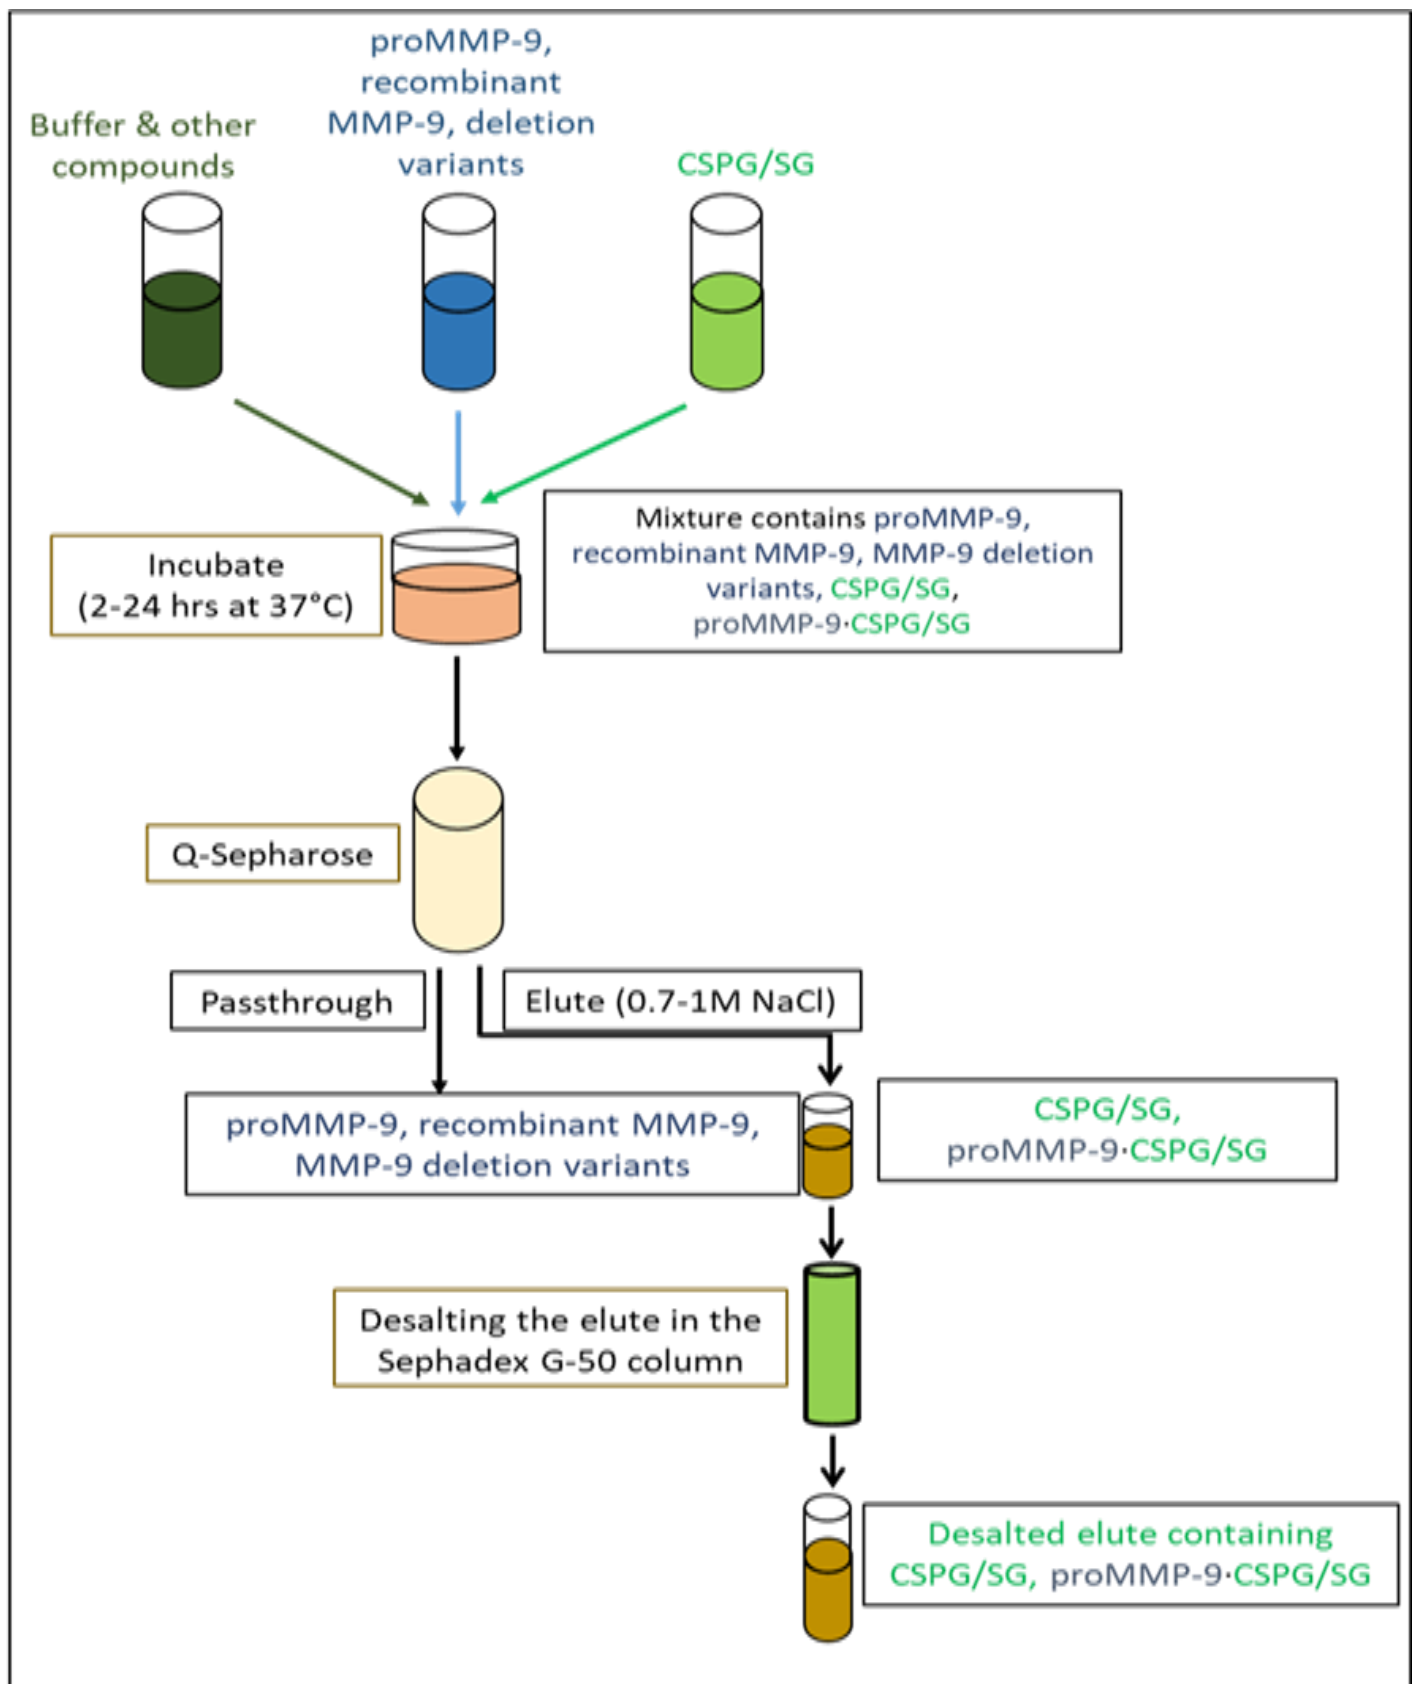 proMMP-9,
recombinant
MMP-9, deletion
variants
Buffer & other
compounds
CSPG/SG
Incubate
(2-24 hrs at 37°C)
Mixture contains proMMP-9,
recombinant MMP-9, MMP-9 deletion
variants, CSPG/SG,
proMMP-9·CSPG/SG
Q-Sepharose
Passthrough
Elute (0.7-1M NaCl)
proMMP-9, recombinant MMP-9,
MMP-9 deletion variants
CSPG/SG,
proMMP-9·CSPG/SG
Desalting the elute in the
Sephadex G-50 column
Desalted elute containing
CSPG/SG, proMMP-9·CSPG/SG